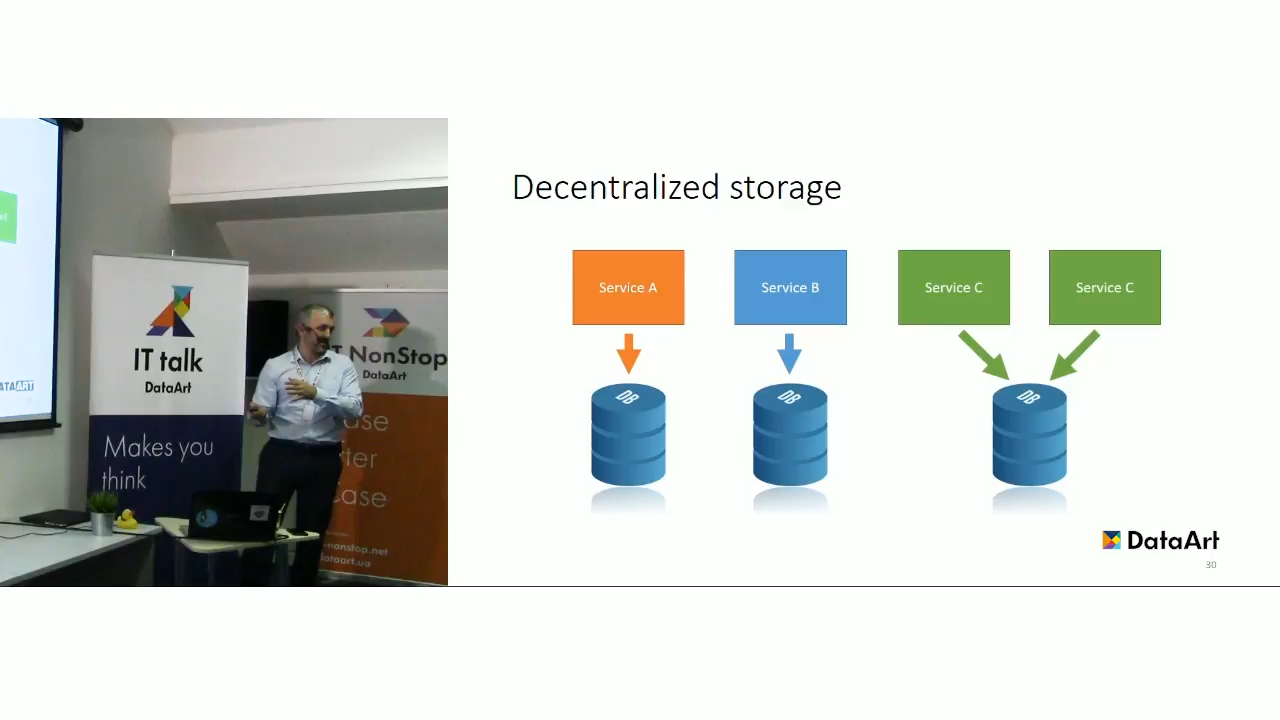 Decentralized storage
Service A
Service B
Service C
Service C
DB
DB
DB
DataArt
30
IT talk
DataArt
Makes you
think
IT NonStop
DataArt